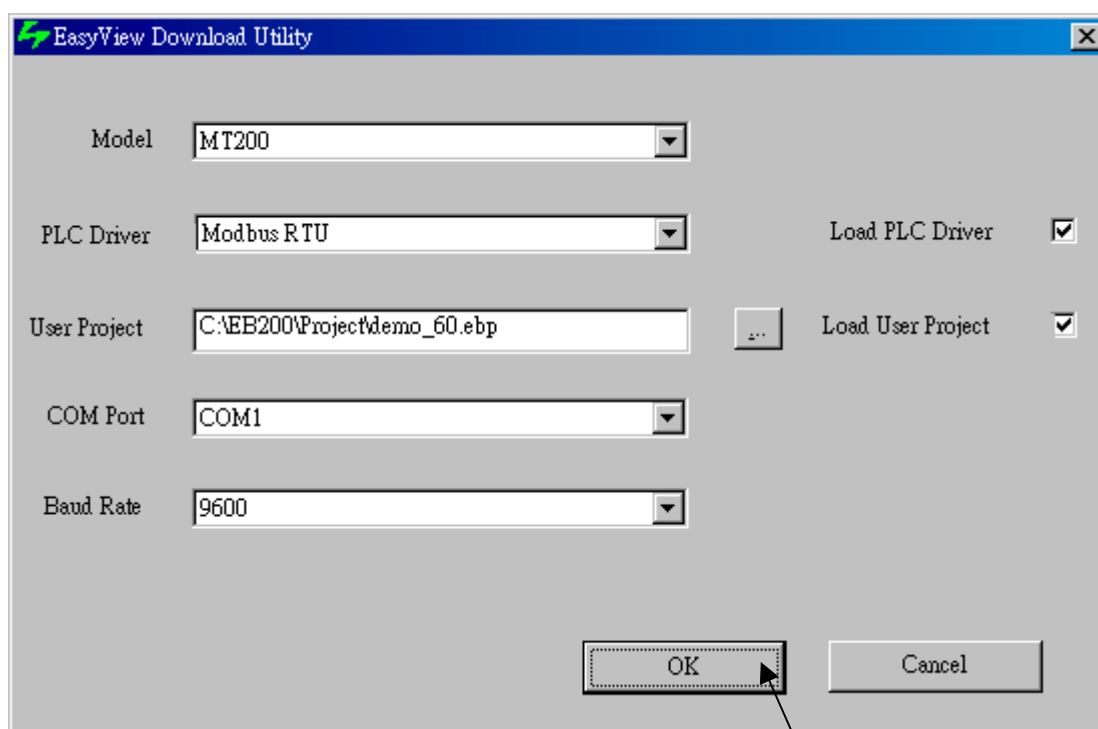 EasyView Download Utility
Model MT200
PLC Driver Modbus RTU Load PLC Driver
User Project C:\EB200\Project\demo_60.ebp ... Load User Project
COM Port COM1
Baud Rate 9600
OK Cancel